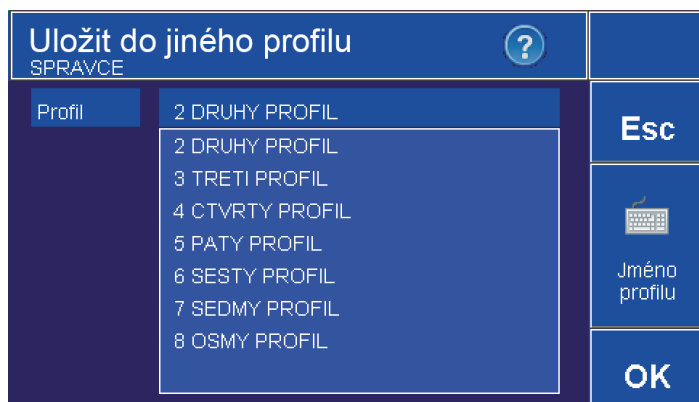 Uložit do jiného profilu
?
SPRAVCE
Profil
2 DRUHY PROFIL
2 DRUHY PROFIL
3 TRETI PROFIL
4 CTVRTY PROFIL
5 PATY PROFIL
6 SESTY PROFIL
7 SEDMY PROFIL
8 OSMY PROFIL
Esc
Jméno
profilu
OK